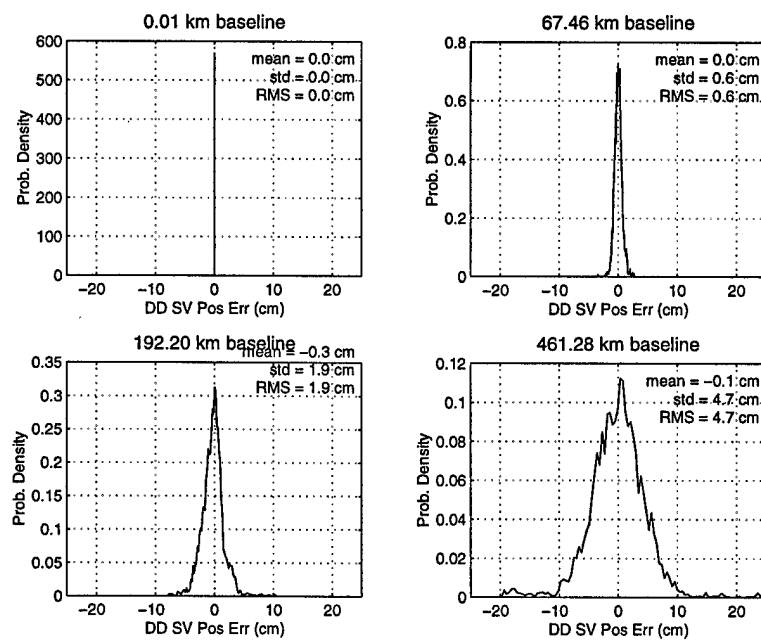 0.01 km baseline
600
500
400
300
200
100
0
mean = 0.0 cm
std = 0.0 cm
RMS = 0.0 cm
Prob. Density
−20 −10 0 10 20
DD SV Pos Err (cm)
67.46 km baseline
0.8
0.6
0.4
0.2
0
mean = 0.0 cm
std = 0.6 cm
RMS = 0.6 cm
Prob. Density
−20 −10 0 10 20
DD SV Pos Err (cm)
192.20 km baseline
0.35
0.3
0.25
0.2
0.15
0.1
0.05
0
mean = −0.3 cm
std = 1.9 cm
RMS = 1.9 cm
Prob. Density
−20 −10 0 10 20
DD SV Pos Err (cm)
461.28 km baseline
0.12
0.1
0.08
0.06
0.04
0.02
0
mean = −0.1 cm
std = 4.7 cm
RMS = 4.7 cm
Prob. Density
−20 −10 0 10 20
DD SV Pos Err (cm)